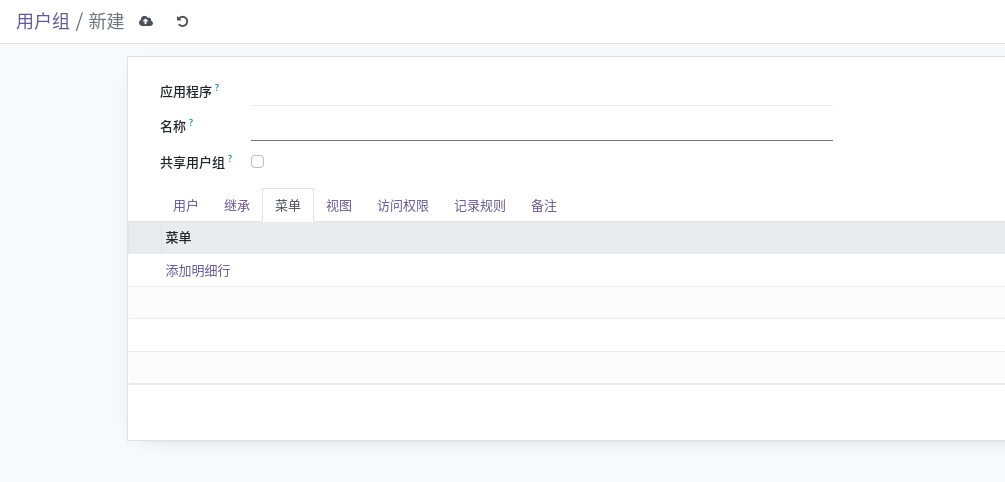 用户组 / 新建
应用程序 ?
名称 ?
共享用户组 ?
用户 继承 菜单 视图 访问权限 记录规则 备注
菜单
添加明细行